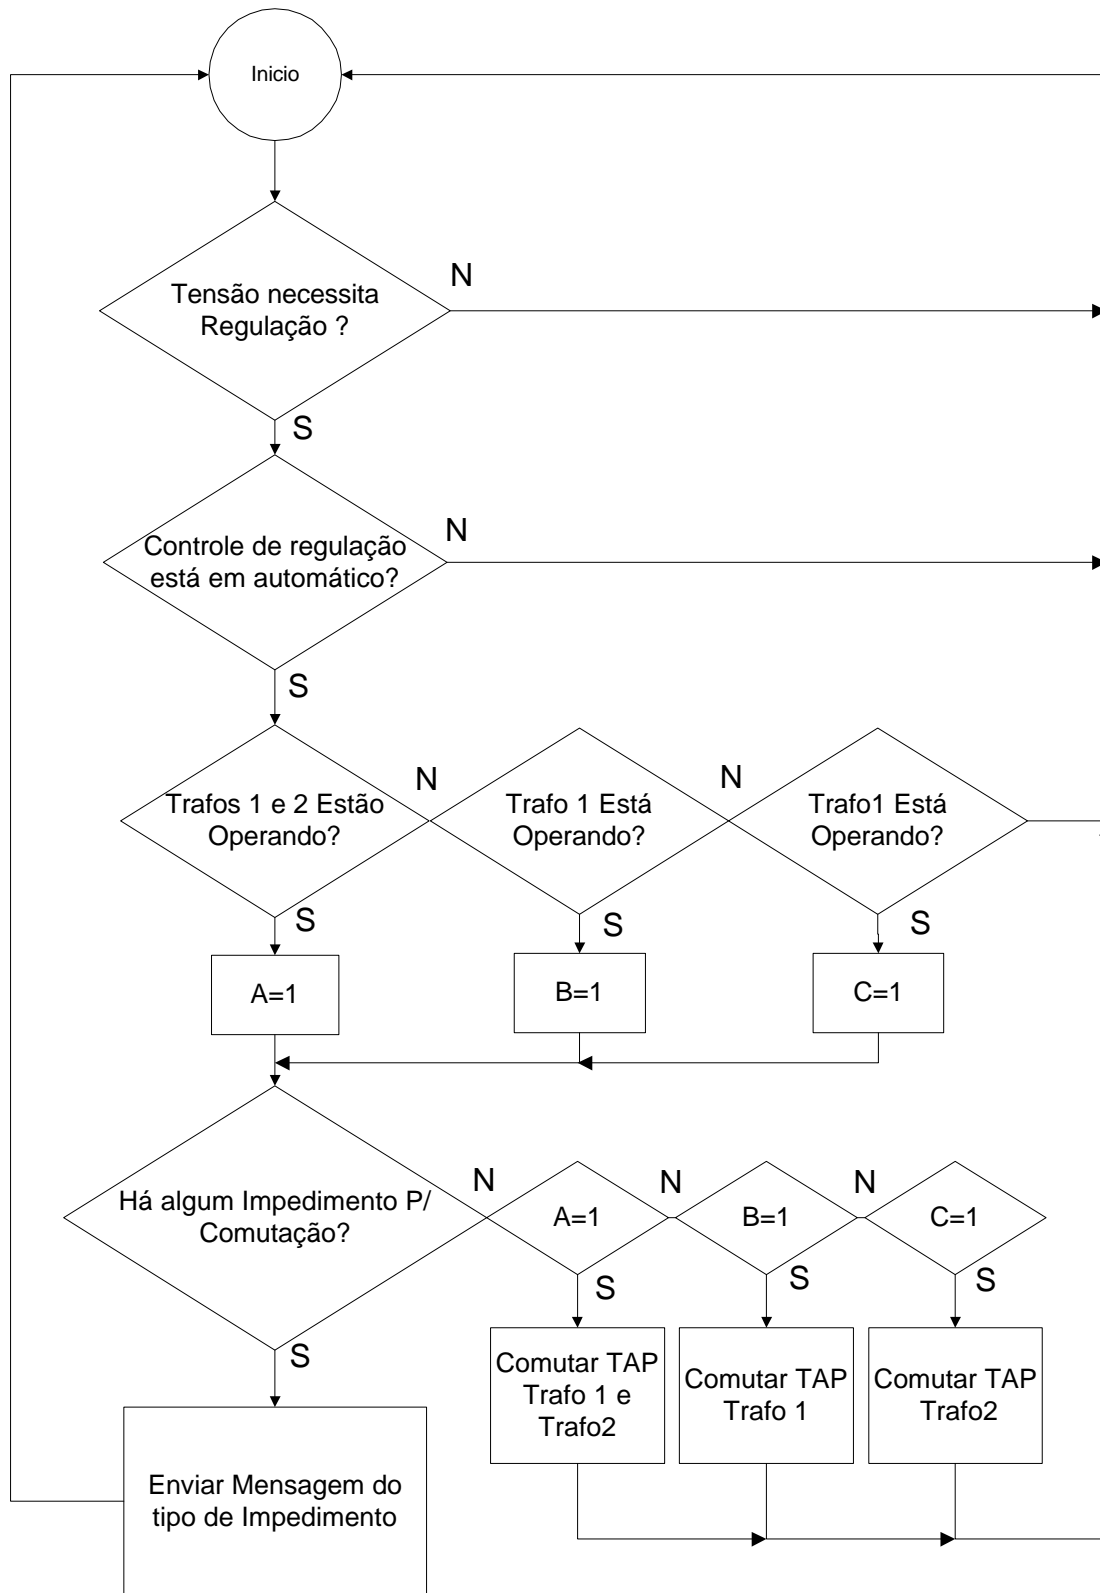 Inicio
N
Tensão necessita
Regulação ?
S
N
Controle de regulação
está em automático?
S
N
N
Trafos 1 e 2 Estão
Operando?
Trafo 1 Está
Operando?
Trafo1 Está
Operando?
S
S
S
A=1
B=1
C=1
N
N
N
Há algum Impedimento P/
Comutação?
A=1
B=1
C=1
S
S
S
S
Comutar TAP
Trafo 1 e
Trafo2
Comutar TAP
Trafo 1
Comutar TAP
Trafo2
Enviar Mensagem do
tipo de Impedimento